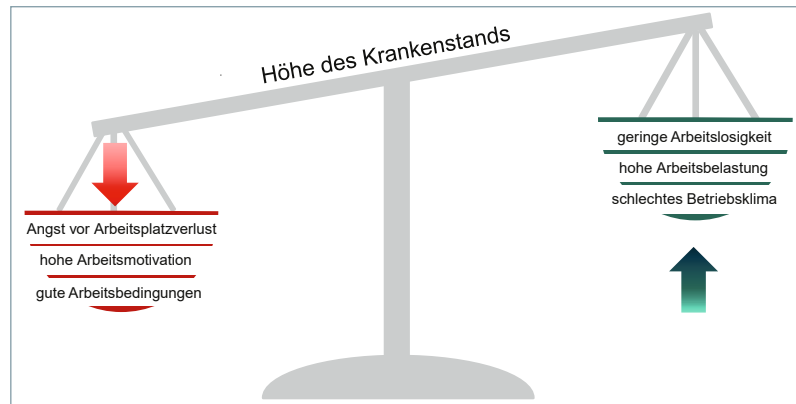 Höhe des Krankenstands
Angst vor Arbeitsplatzverlust
hohe Arbeitsmotivation
gute Arbeitsbedingungen
geringe Arbeitslosigkeit
hohe Arbeitsbelastung
schlechtes Betriebsklima